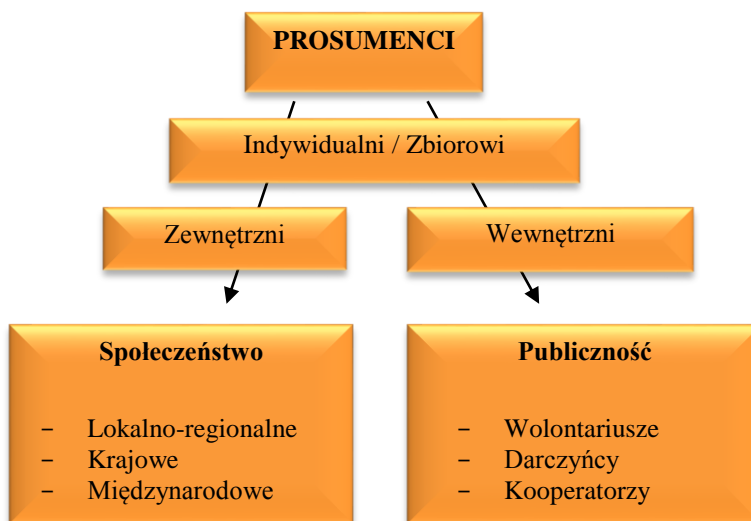 PROSUMENCI
Indywidualni / Zbiorowi
Zewnętrzni
Wewnętrzni
Społeczeństwo
- Lokalno-regionalne
- Krajowe
- Międzynarodowe
Publiczność
- Wolontariusze
- Darczyńcy
- Kooperatorzy